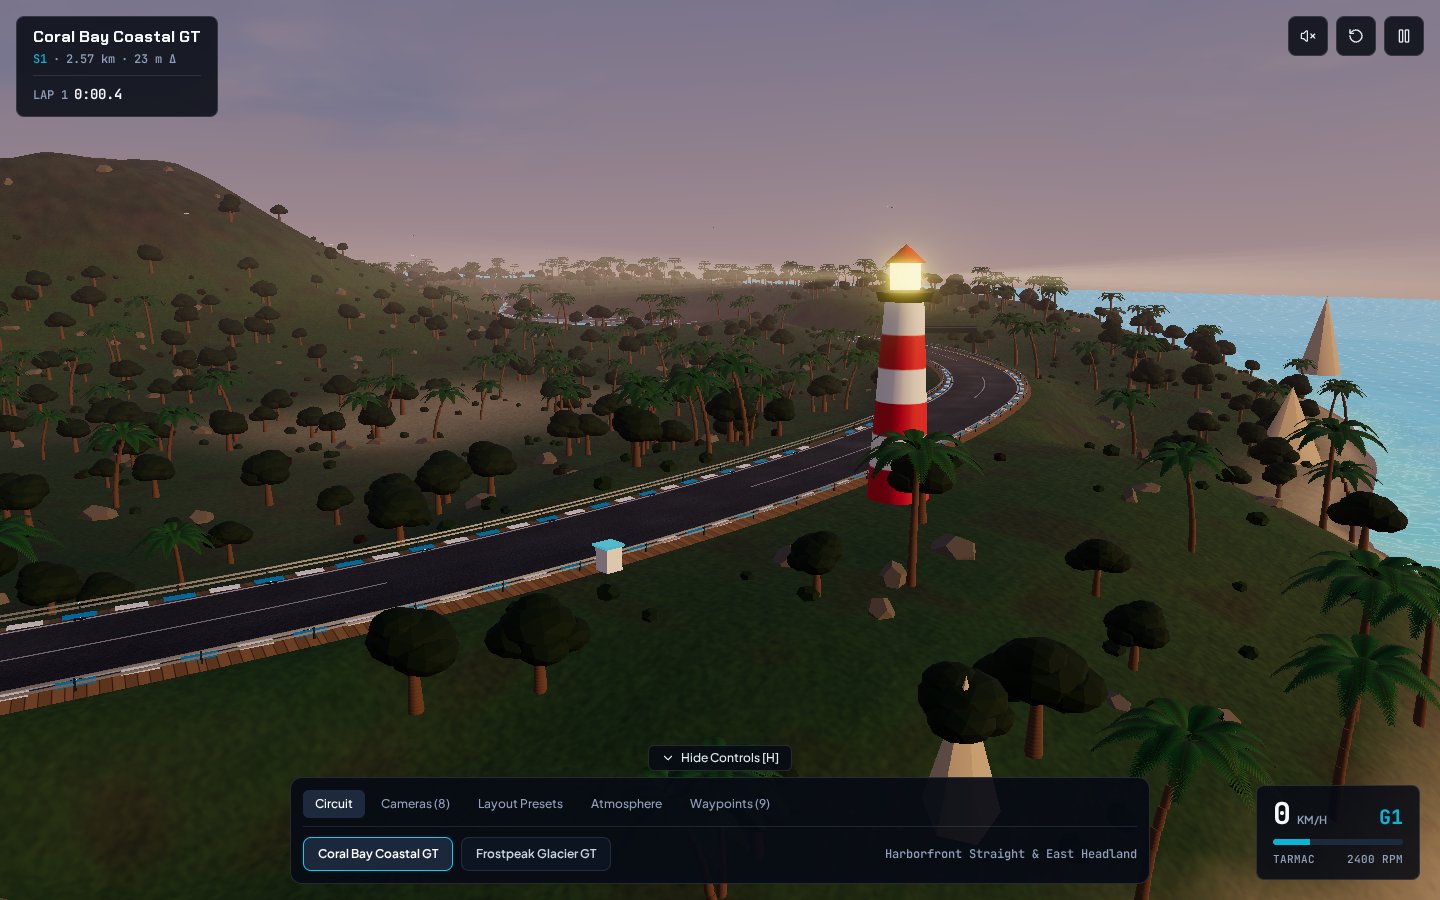 Coral Bay Coastal GT
S1 · 2.57 km · 23 m Δ
LAP 1 0:00.4
Hide Controls [H]
Circuit Cameras (8) Layout Presets Atmosphere Waypoints (9)
Coral Bay Coastal GT Frostpeak Glacier GT Harborfront Straight & East Headland
0 KM/H G1
TARMAC 2400 RPM